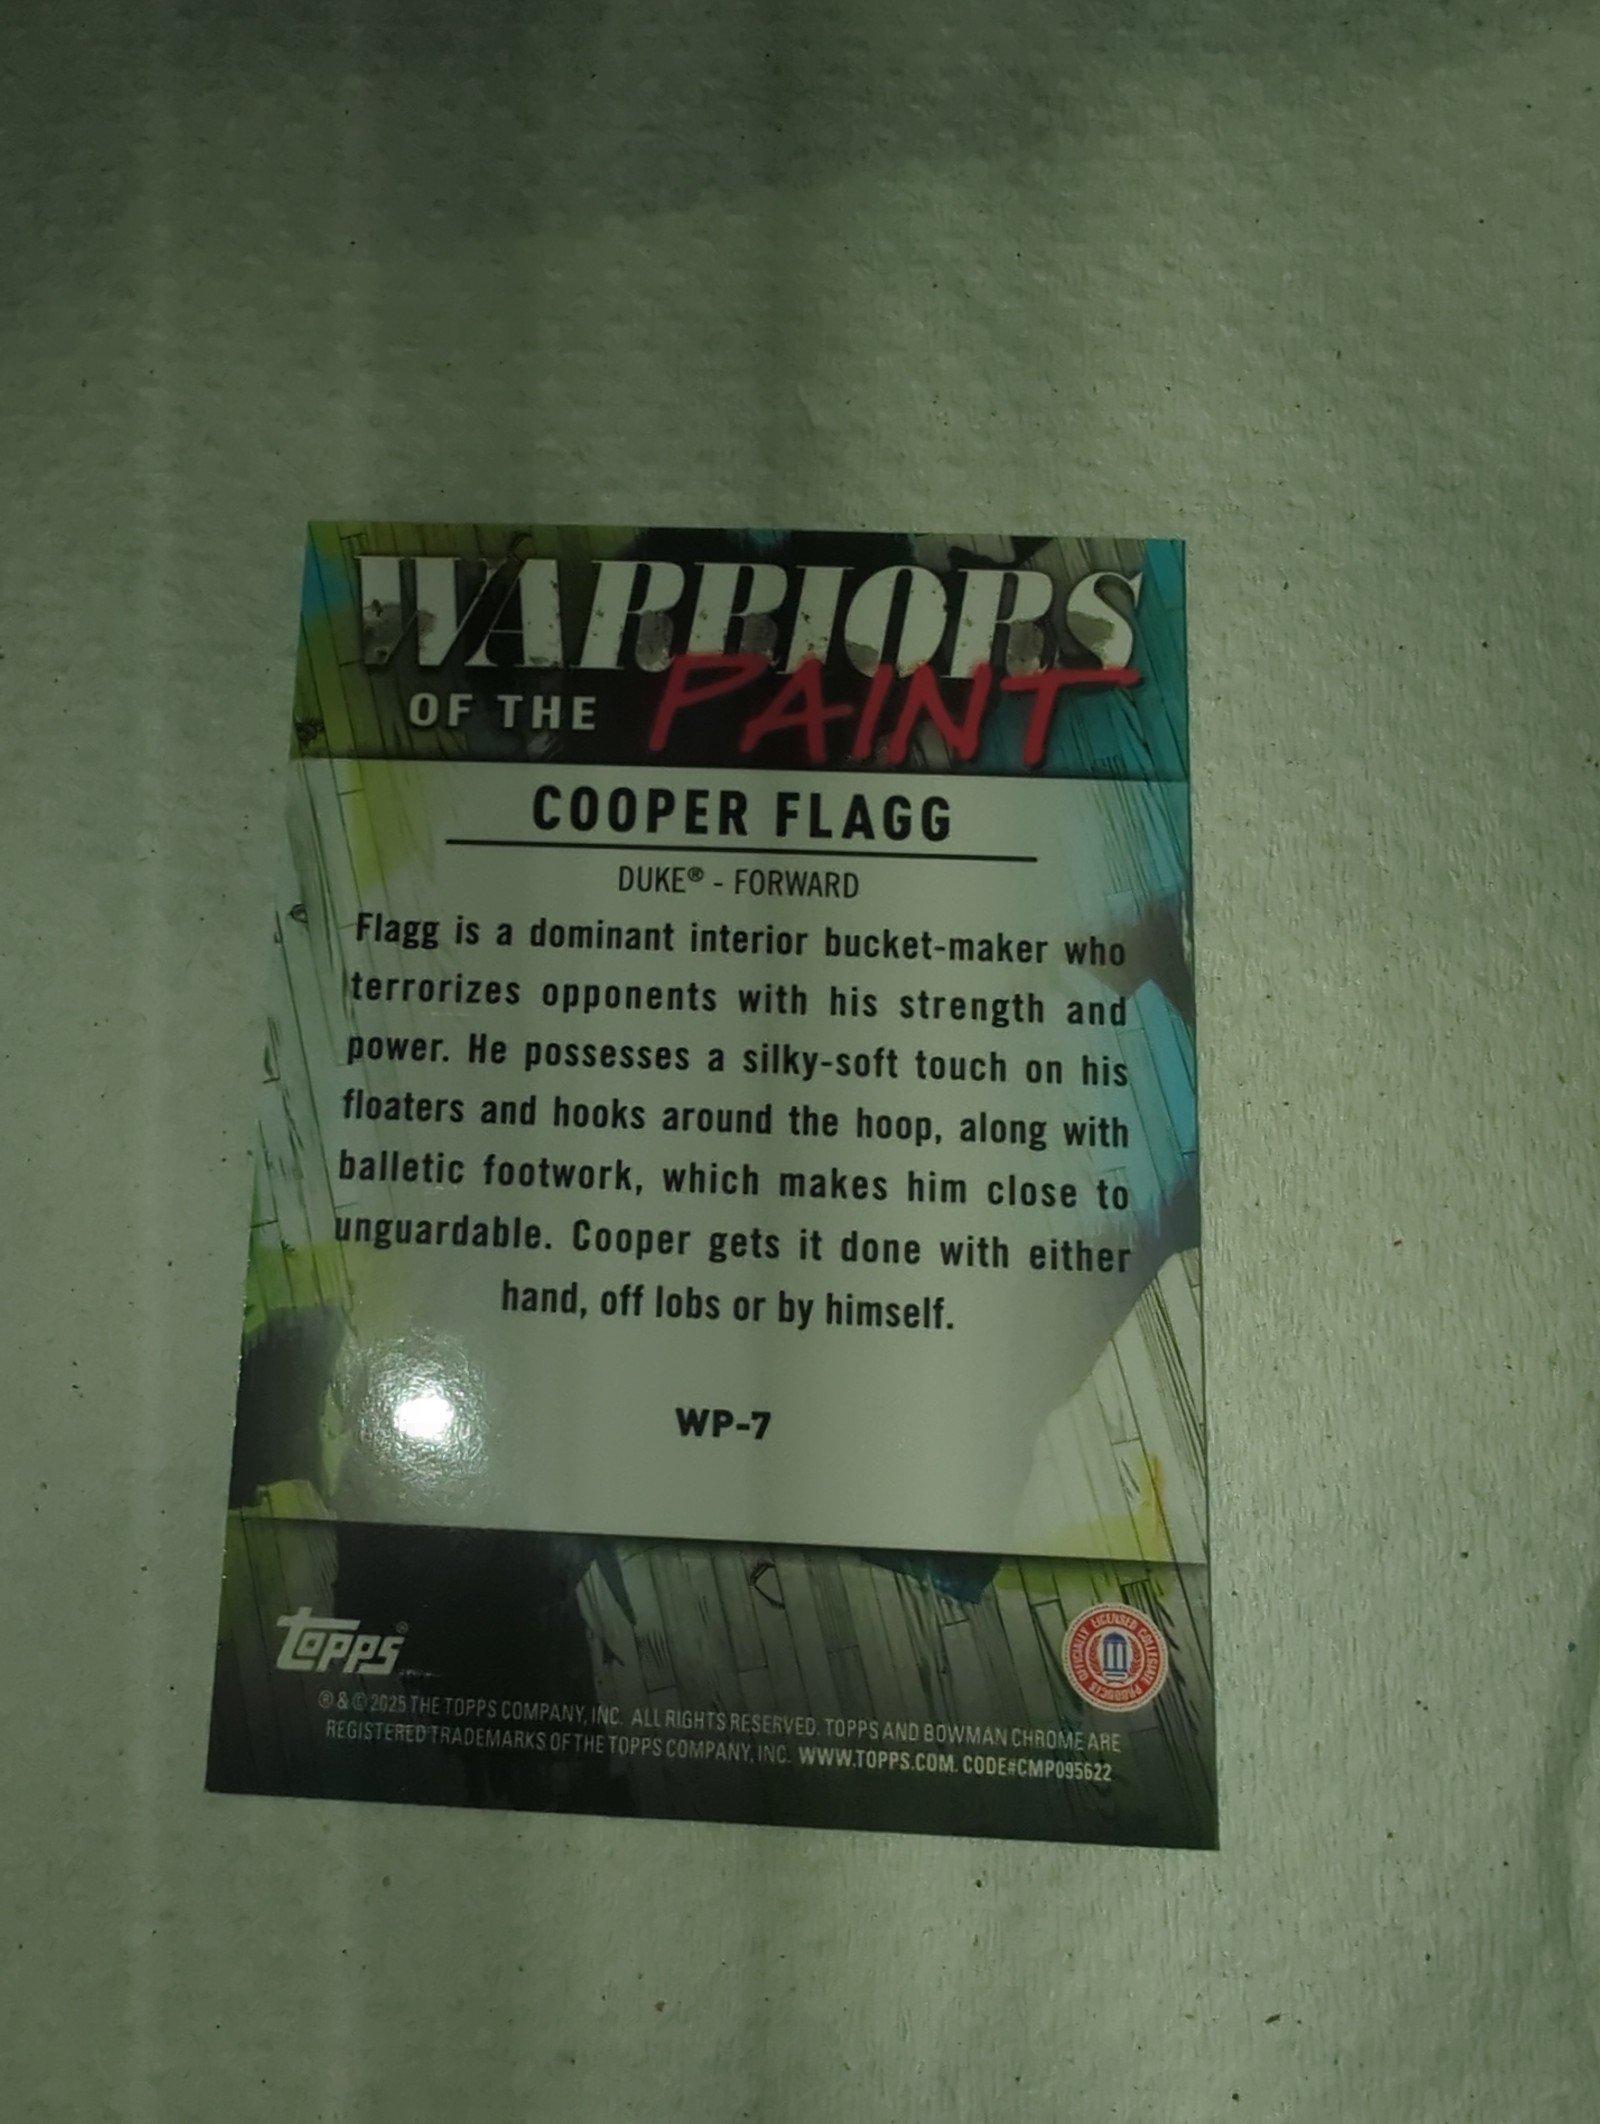 WARRIORS
OF THE PAINT
COOPER FLAGG
DUKE® - FORWARD
Flagg is a dominant interior bucket-maker who
terrorizes opponents with his strength and
power. He possesses a silky-soft touch on his
floaters and hooks around the hoop, along with
balletic footwork, which makes him close to
unguardable. Cooper gets it done with either
hand, off lobs or by himself.
WP-7
topps®
OFFICIALLY LICENSED COLLEGIATE PRODUCTS
® & © 2025 THE TOPPS COMPANY, INC. ALL RIGHTS RESERVED. TOPPS AND BOWMAN CHROME ARE
REGISTERED TRADEMARKS OF THE TOPPS COMPANY, INC. WWW.TOPPS.COM. CODE#CMP095622